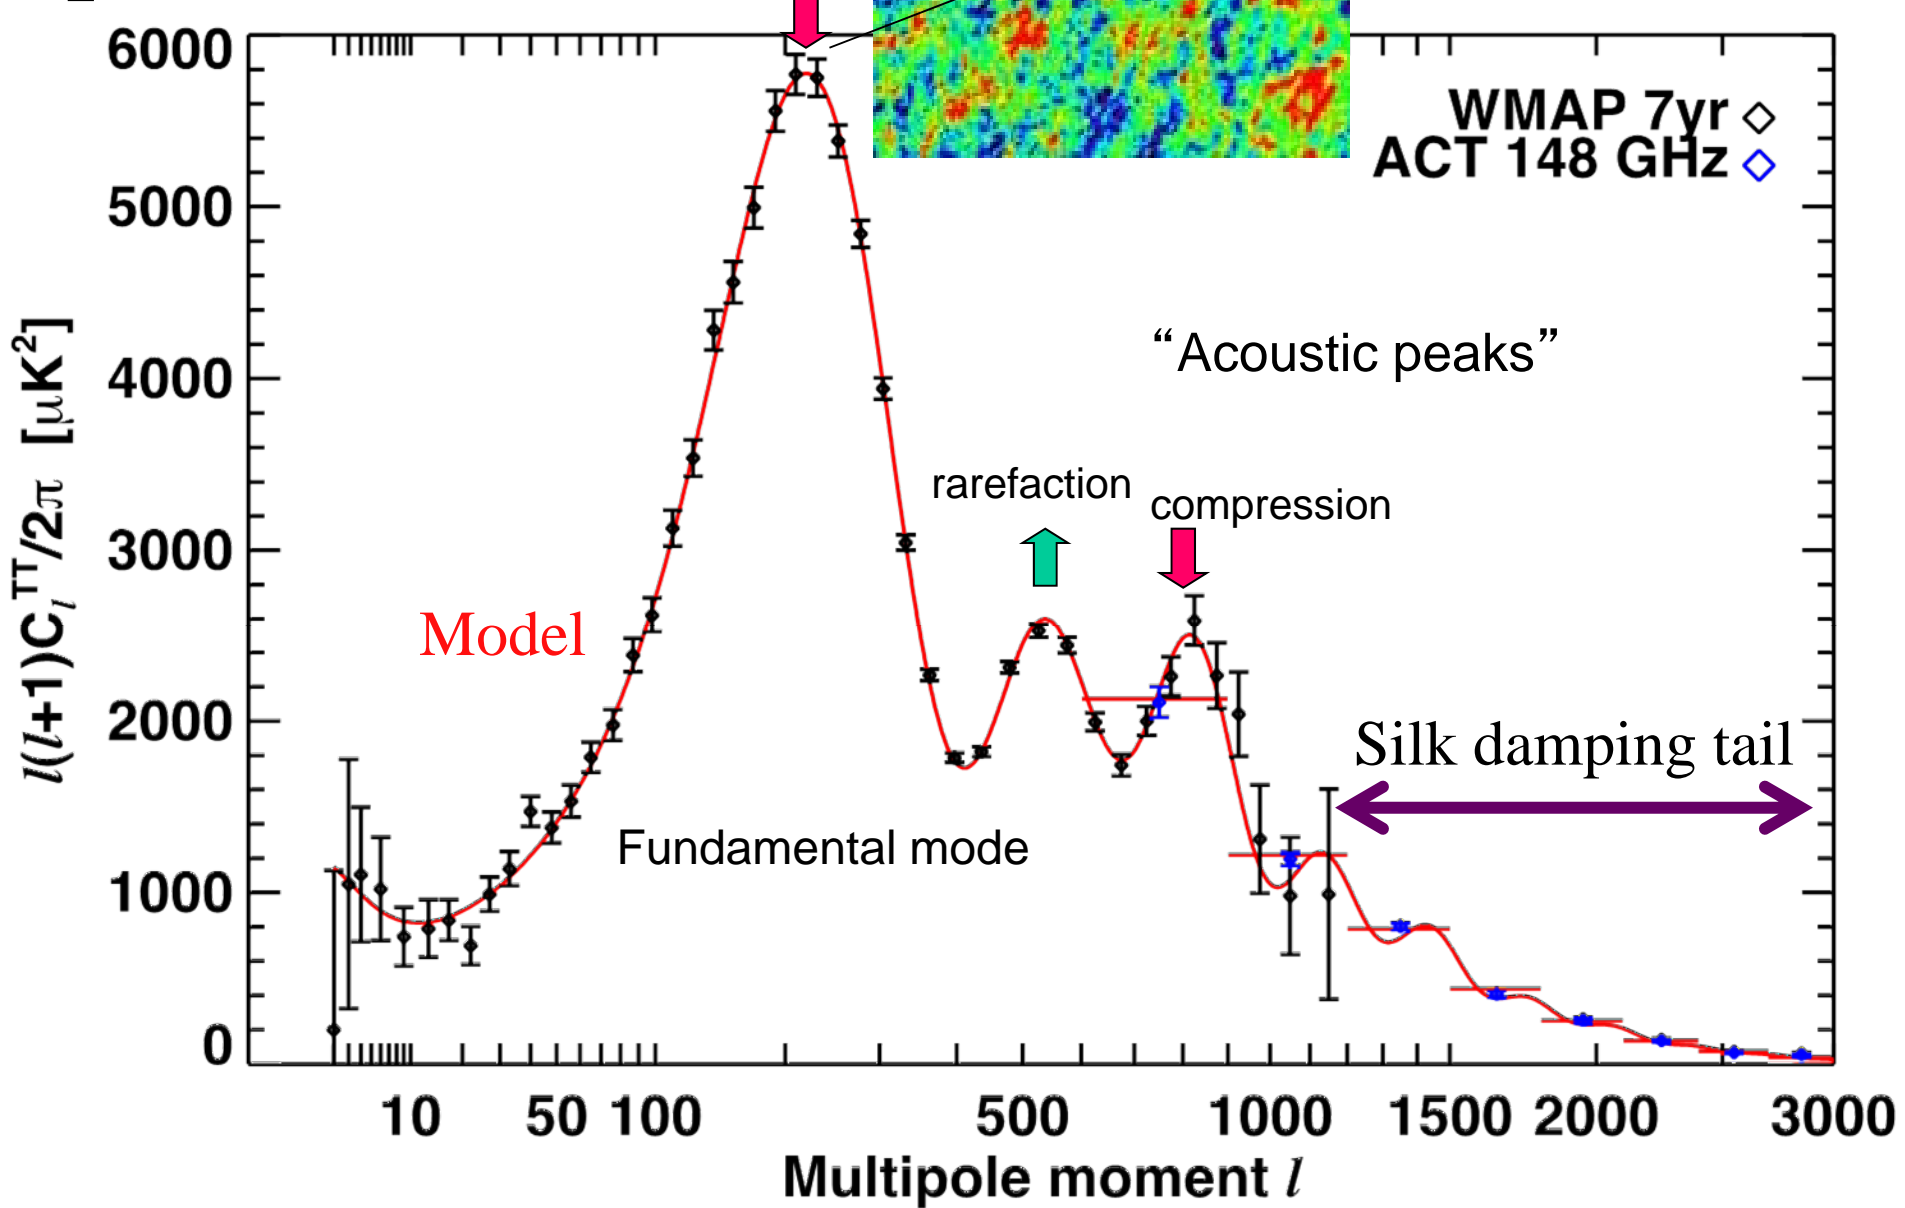 6000
5000
4000
3000
2000
1000
0
l(l+1)C_l^TT/2π [μK²]
WMAP 7yr
ACT 148 GHz
“Acoustic peaks”
rarefaction
compression
Model
Silk damping tail
Fundamental mode
10 50 100 500 1000 1500 2000 3000
Multipole moment l